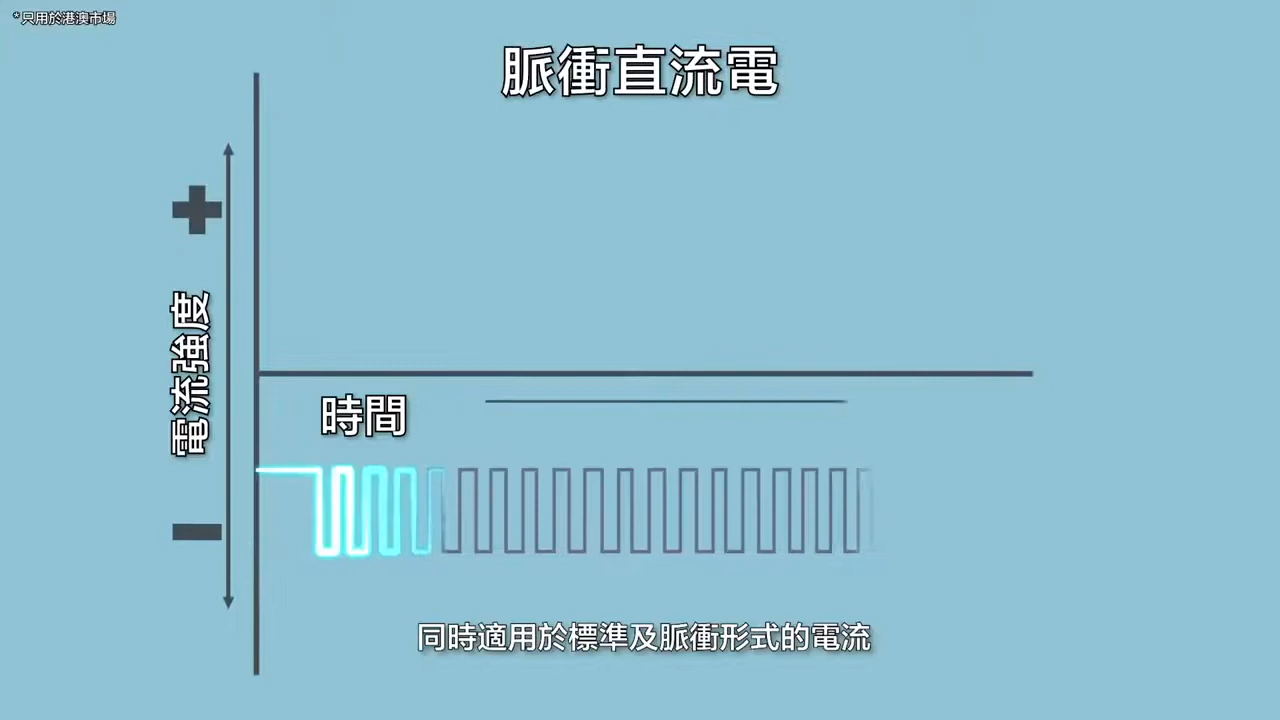 *只用於港澳市場
脈衝直流電
電流強度
時間
同時適用於標準及脈衝形式的電流